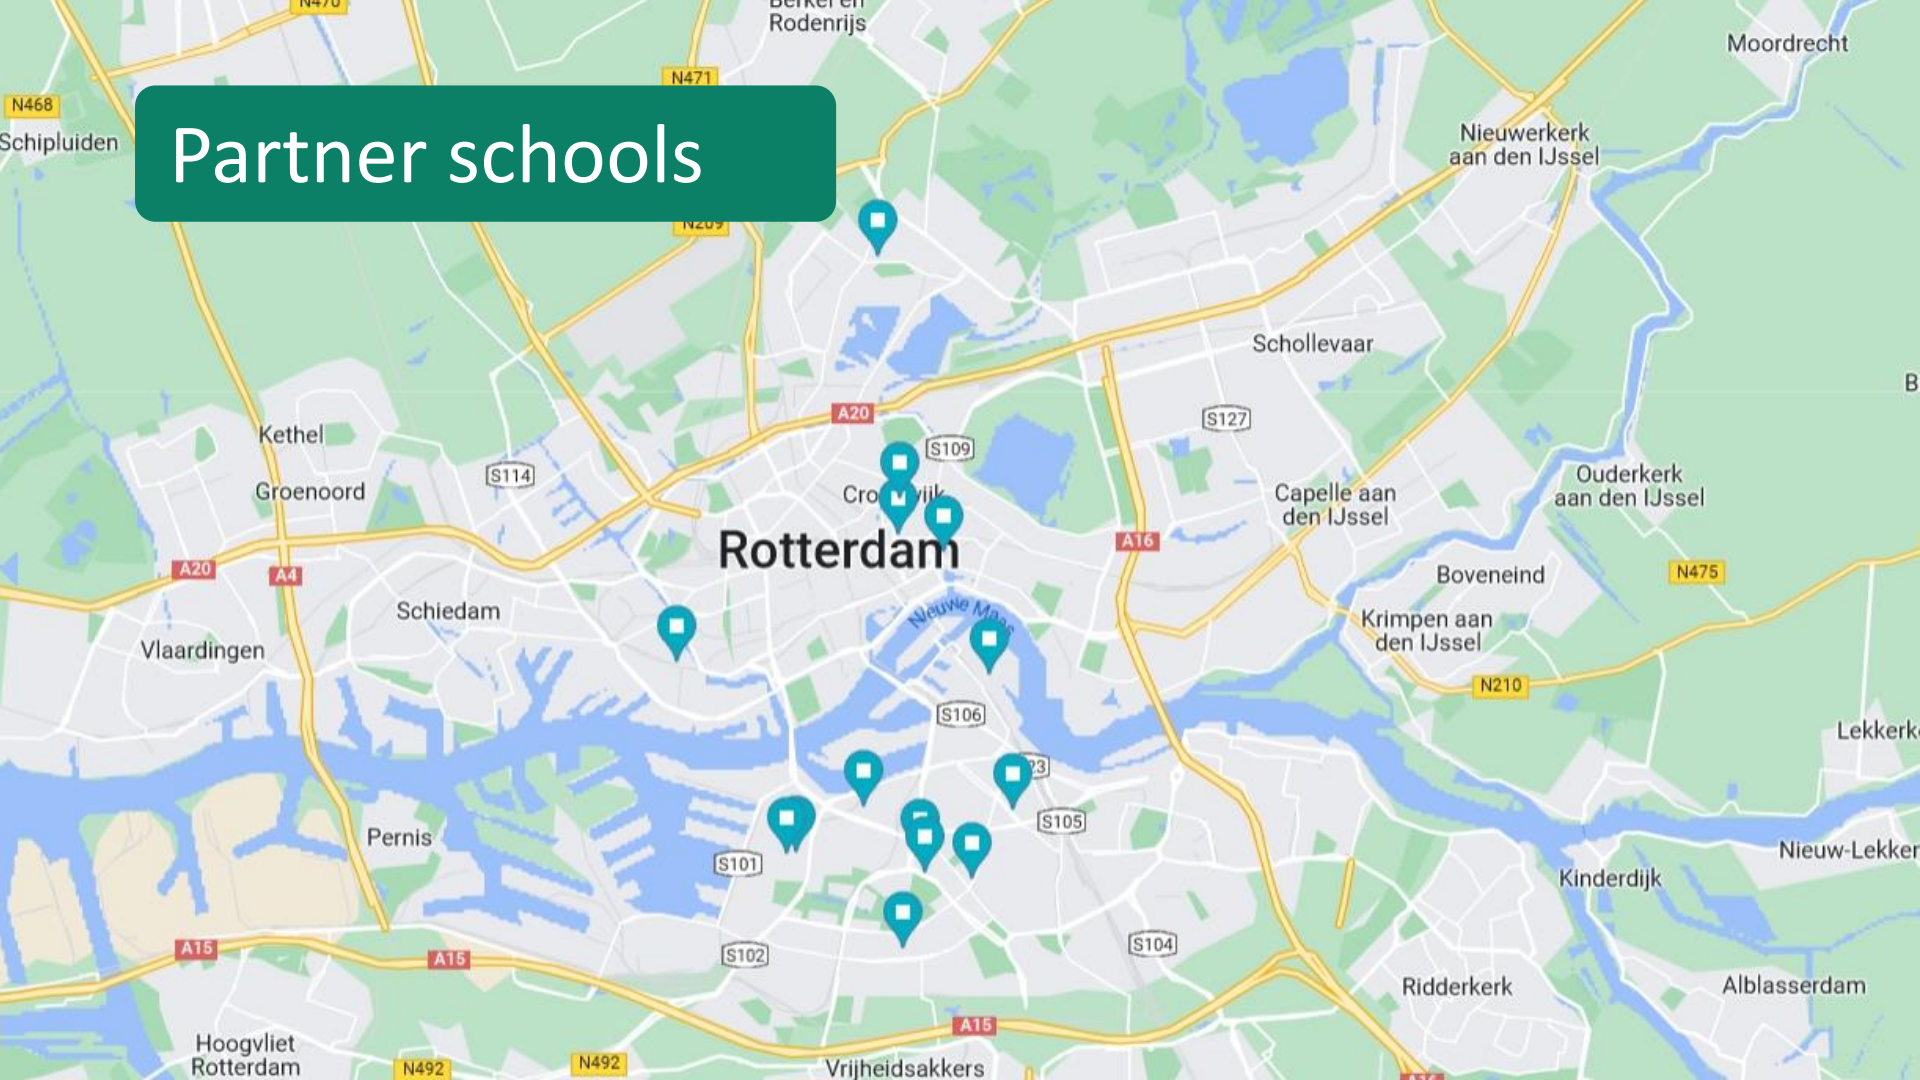 N470
Berkel en
Rodenrijs
Moordrecht
N471
N468
Schipluiden
Partner schools
Nieuwerkerk
aan den IJssel
N209
Schollevaar
A20
S127
Kethel
S109
S114
Groenoord
Ouderkerk
aan den IJssel
Capelle aan
den IJssel
Rotterdam
A16
A20
A4
N475
Boveneind
Schiedam
Nieuwe Maas
Krimpen aan
den IJssel
Vlaardingen
N210
S106
Lekkerk
S105
Pernis
S101
Nieuw-Lekker
Kinderdijk
A15
A15
S102
S104
Ridderkerk
Alblasserdam
A15
Hoogvliet
Rotterdam
N492
N492
Vrijheidsakkers
A16